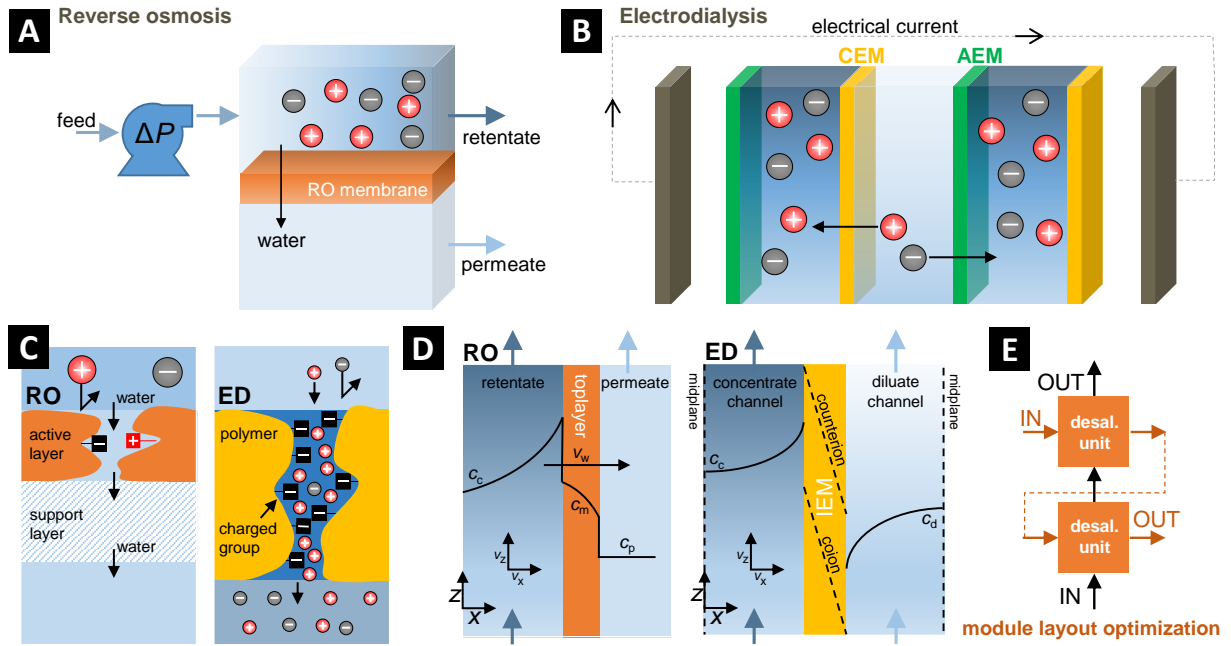 A
Reverse osmosis
feed
ΔP
retentate
RO membrane
water
permeate
B
Electrodialysis
electrical current
CEM
AEM
C
RO
water
active
layer
support
layer
water
ED
polymer
charged
group
D
RO
retentate
toplayer
permeate
c_c
v_w
c_m
c_p
v_z
v_x
z
x
ED
midplane
concentrate
channel
counterion
IEM
coion
diluate
channel
midplane
c_c
c_d
v_z
v_x
z
x
E
OUT
IN
desal.
unit
desal.
unit
OUT
IN
module layout optimization